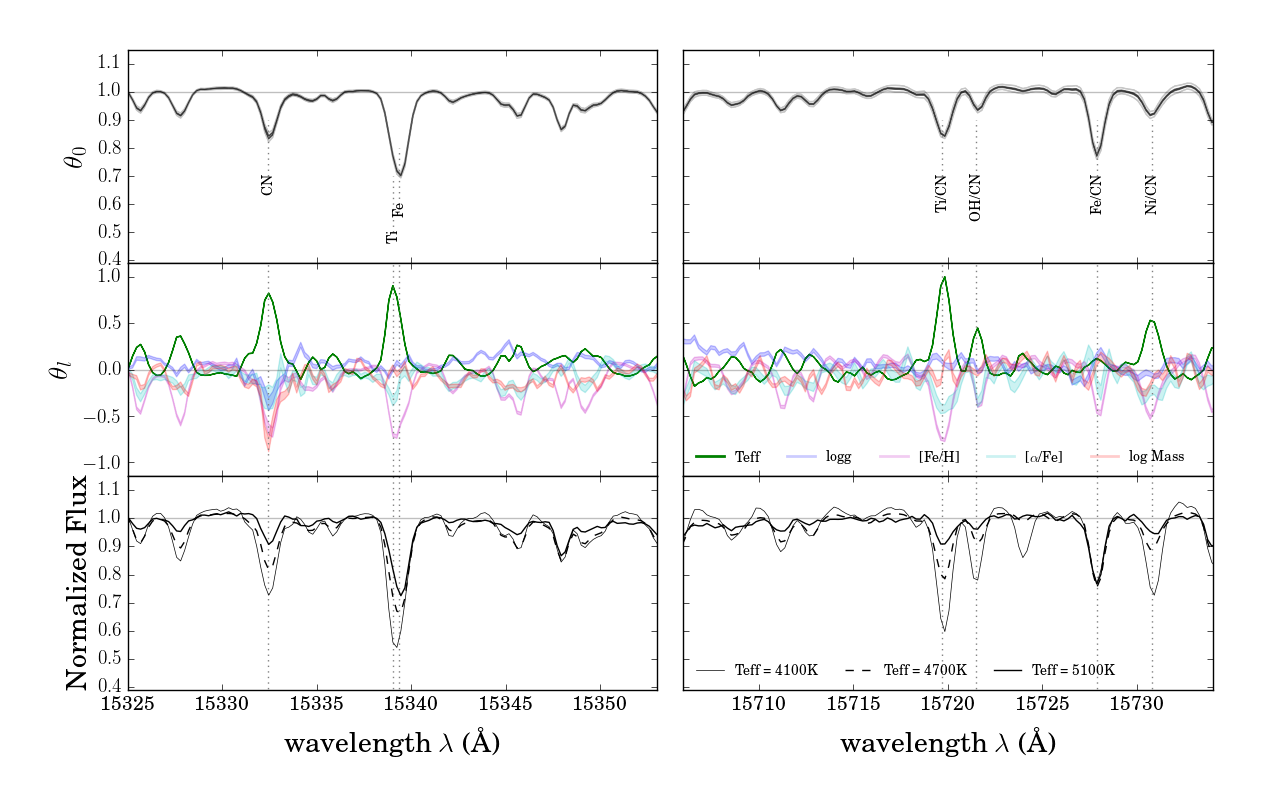 1.1
1.0
0.9
0.8
0.7
0.6
0.5
0.4
θ0
CN
Ti
Fe
Ti/CN
OH/CN
Fe/CN
Ni/CN
1.0
0.5
0.0
−0.5
−1.0
θl
Teff logg [Fe/H] [α/Fe] log Mass
1.1
1.0
0.9
0.8
0.7
0.6
0.5
0.4
Normalized Flux
Teff = 4100K Teff = 4700K Teff = 5100K
15325 15330 15335 15340 15345 15350 15710 15715 15720 15725 15730
wavelength λ (Å) wavelength λ (Å)